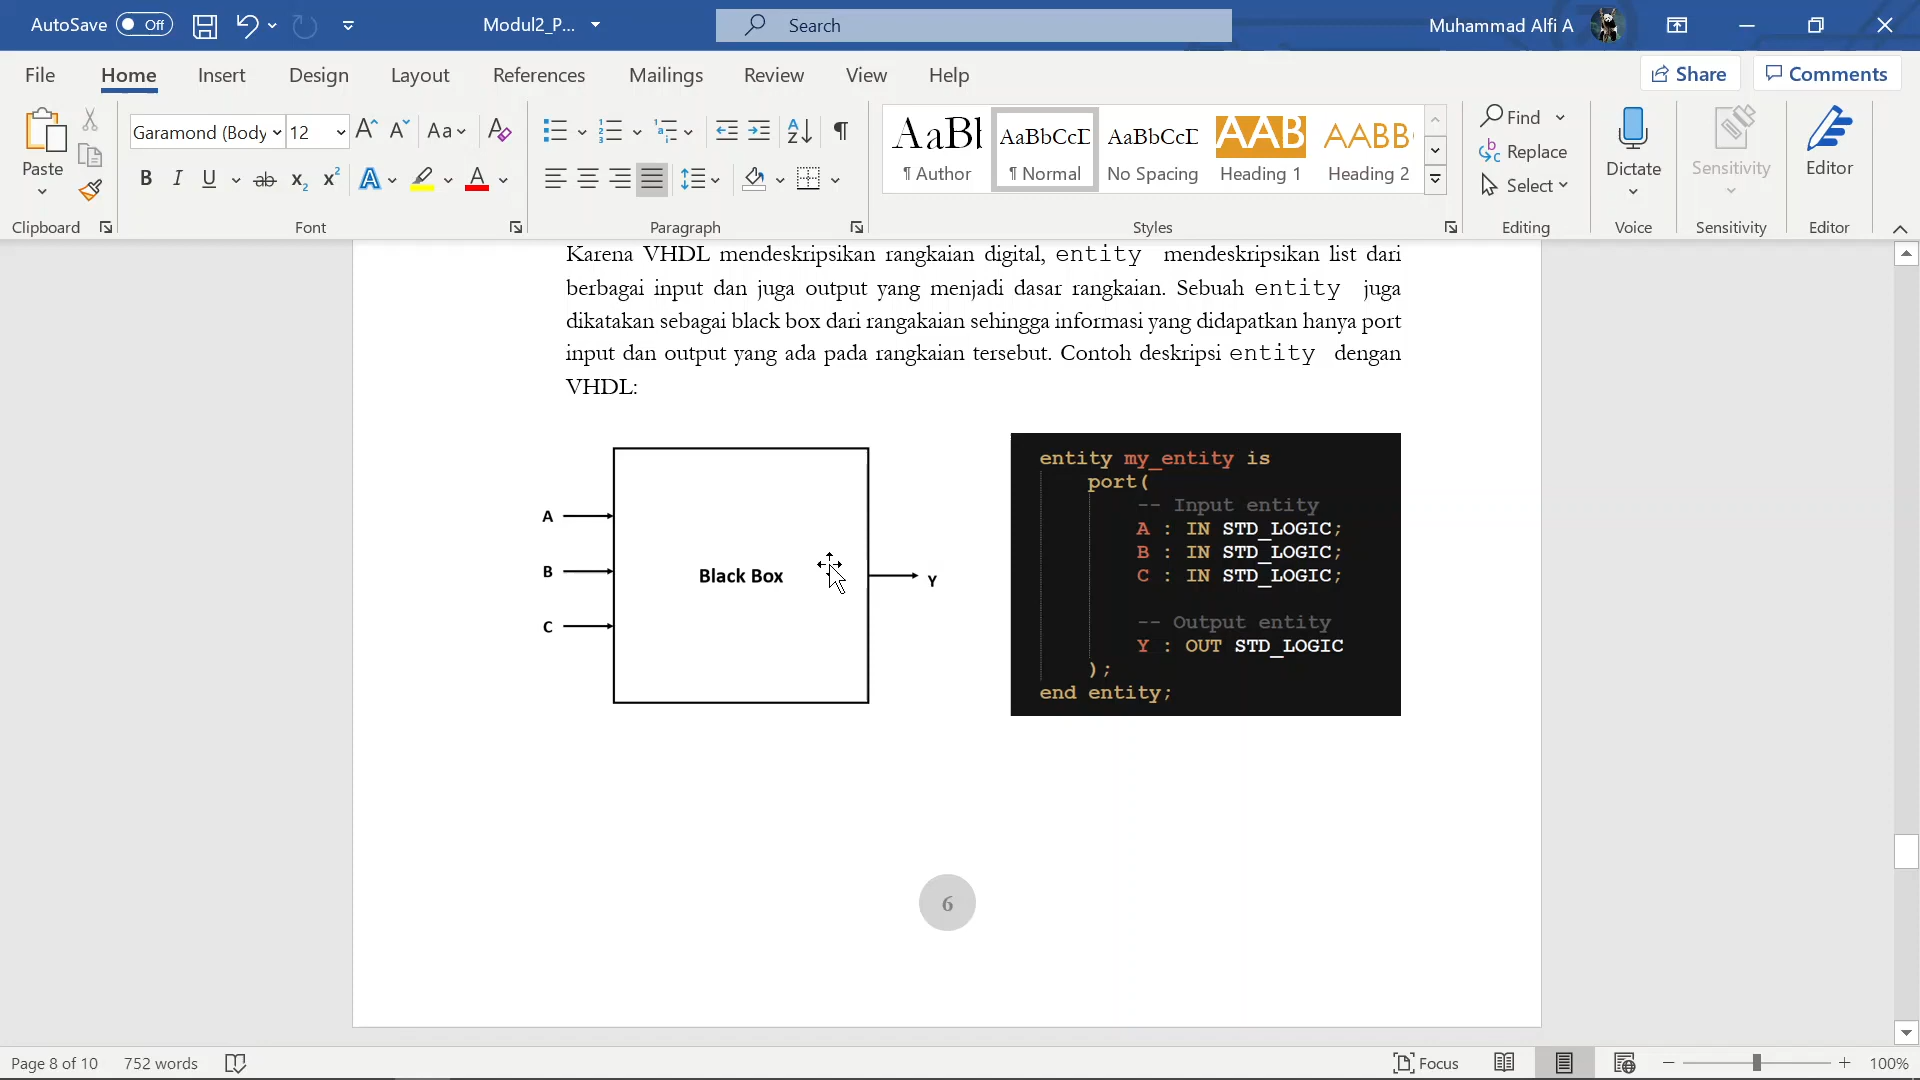 AutoSave Off Modul2_P... Search Muhammad Alfi A
File Home Insert Design Layout References Mailings Review View Help Share Comments
Paste
Garamond (Body 12 Aa
B I U ab x2 x2 A A
AaBl AaBbCcD AaBbCcD AAB AABB
¶ Author ¶ Normal No Spacing Heading 1 Heading 2
Find
Replace
Select
Dictate Sensitivity Editor
Clipboard Font Paragraph Styles Editing Voice Sensitivity Editor
Karena VHDL mendeskripsikan rangkaian digital, entity mendeskripsikan list dari
berbagai input dan juga output yang menjadi dasar rangkaian. Sebuah entity juga
dikatakan sebagai black box dari rangakaian sehingga informasi yang didapatkan hanya port
input dan output yang ada pada rangkaian tersebut. Contoh deskripsi entity dengan
VHDL:
A
B
C
Black Box
Y
entity my_entity is
port(
-- Input entity
A : IN STD_LOGIC;
B : IN STD_LOGIC;
C : IN STD_LOGIC;
-- Output entity
Y : OUT STD_LOGIC
);
end entity;
6
Page 8 of 10 752 words Focus 100%